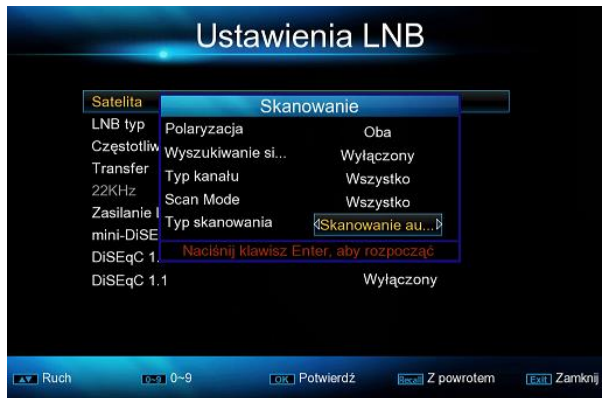 Ustawienia LNB
Satelita
Skanowanie
LNB typ
Polaryzacja Oba
Częstotliw
Wyszukiwanie si... Wyłączony
Transfer
Typ kanału Wszystko
22KHz
Scan Mode Wszystko
Zasilanie
Typ skanowania Skanowanie au...
mini-DiSE
Naciśnij klawisz Enter, aby rozpocząć
DiSEqC 1.
DiSEqC 1.1 Wyłączony
Ruch 0~9 0~9 OK Potwierdź Recall Z powrotem Exit Zamknij